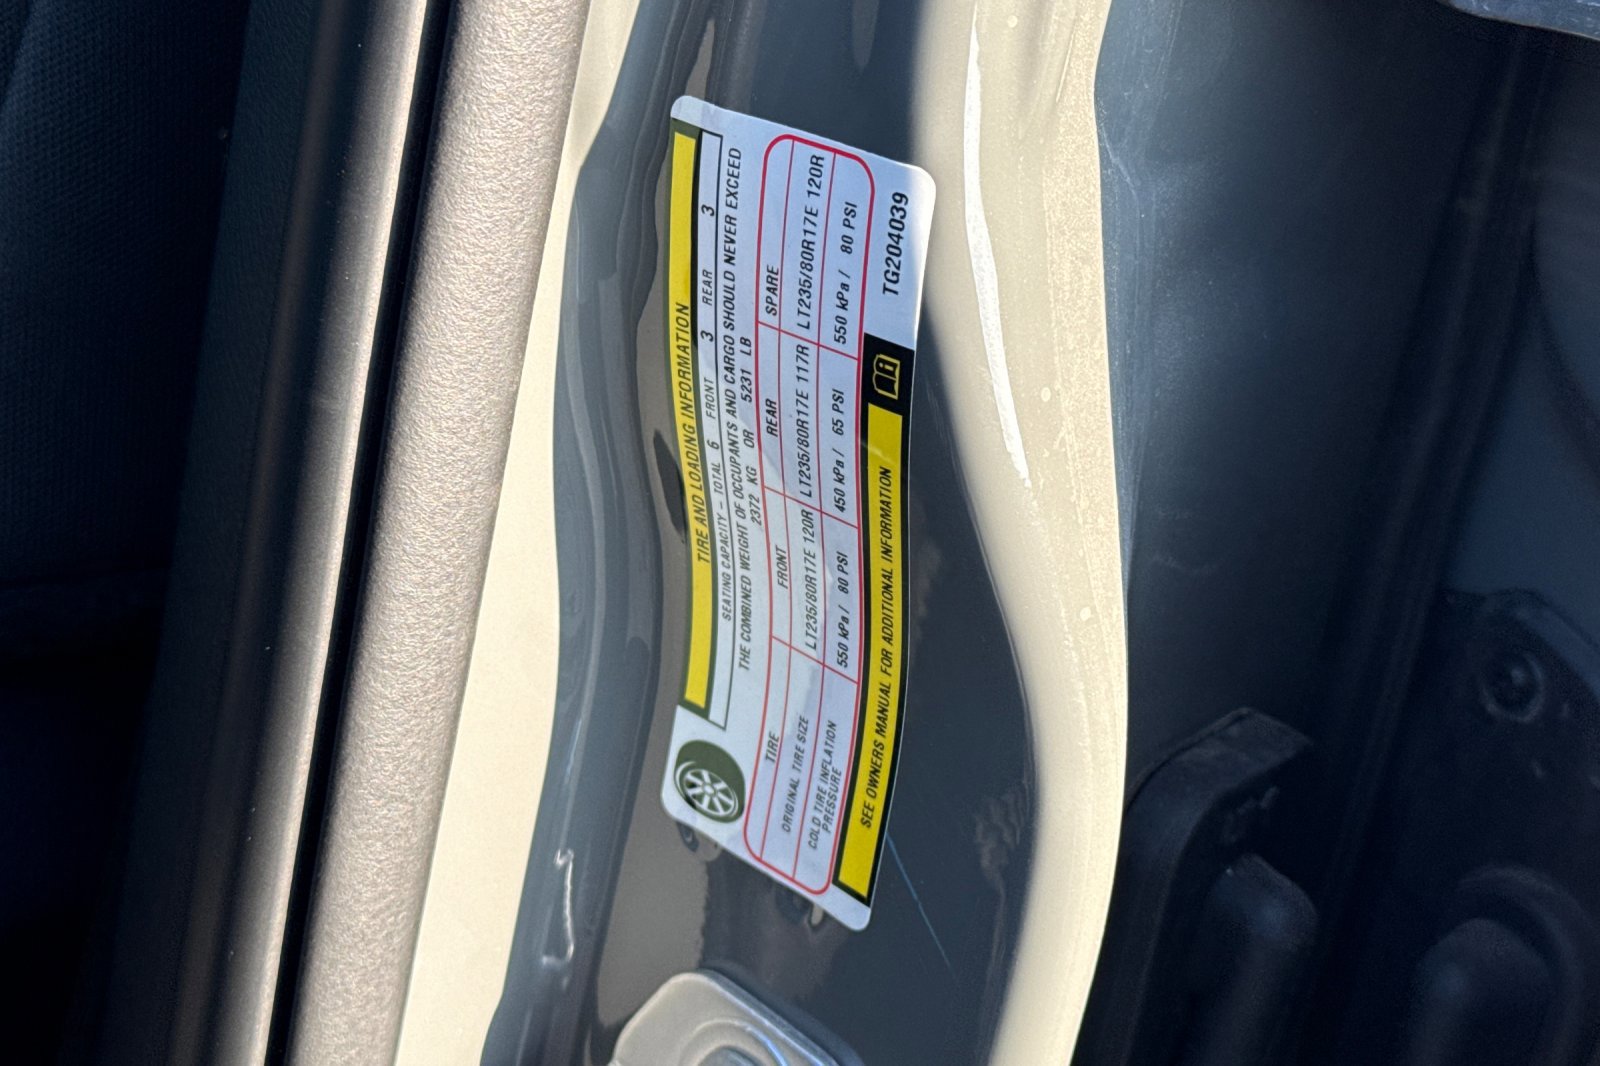 TIRE AND LOADING INFORMATION
SEATING CAPACITY - TOTAL 6 FRONT 3 REAR 3
THE COMBINED WEIGHT OF OCCUPANTS AND CARGO SHOULD NEVER EXCEED
2372 KG OR 5231 LB
TIRE FRONT REAR SPARE
ORIGINAL TIRE SIZE LT235/80R17E 120R LT235/80R17E 117R LT235/80R17E 120R
COLD TIRE INFLATION
PRESSURE 550 kPa / 80 PSI 450 kPa / 65 PSI 550 kPa / 80 PSI
SEE OWNERS MANUAL FOR ADDITIONAL INFORMATION
TG204039